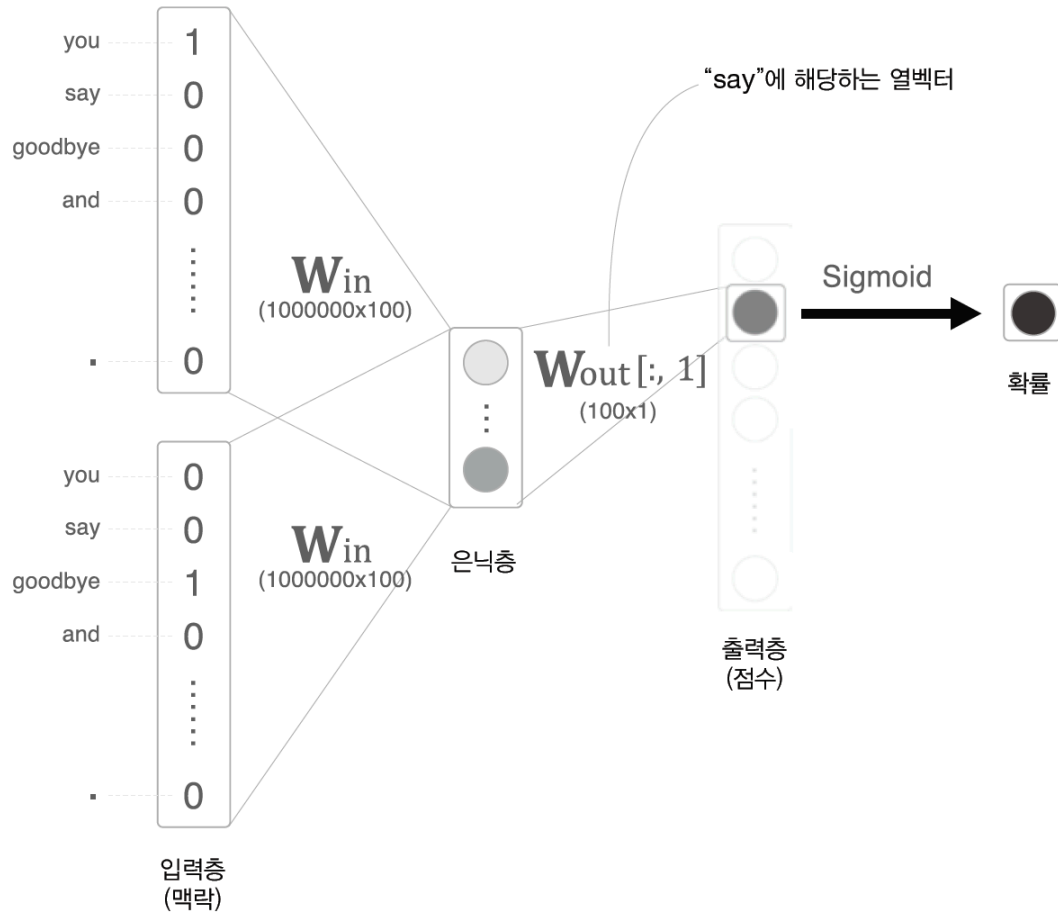 you 1
say 0
goodbye 0
and 0
. 0
Win
(1000000x100)
you 0
say 0
goodbye 1
and 0
. 0
Win
(1000000x100)
입력층
(맥락)
은닉층
"say"에 해당하는 열벡터
Wout [:, 1]
(100x1)
출력층
(점수)
Sigmoid
확률